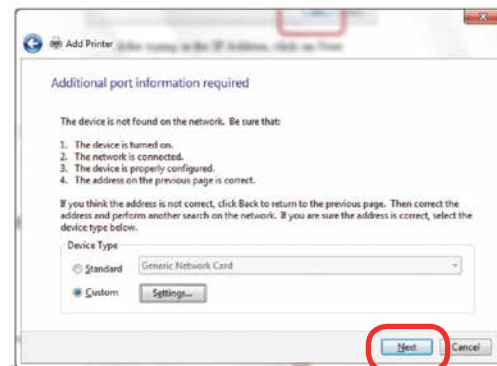 Add Printer
Additional port information required
The device is not found on the network. Be sure that:
1. The device is turned on.
2. The network is connected.
3. The device is properly configured.
4. The address on the previous page is correct.
If you think the address is not correct, click Back to return to the previous page. Then correct the
address and perform another search on the network. If you are sure the address is correct, select the
device type below.
Device Type
Standard Generic Network Card
Custom Settings...
Next Cancel